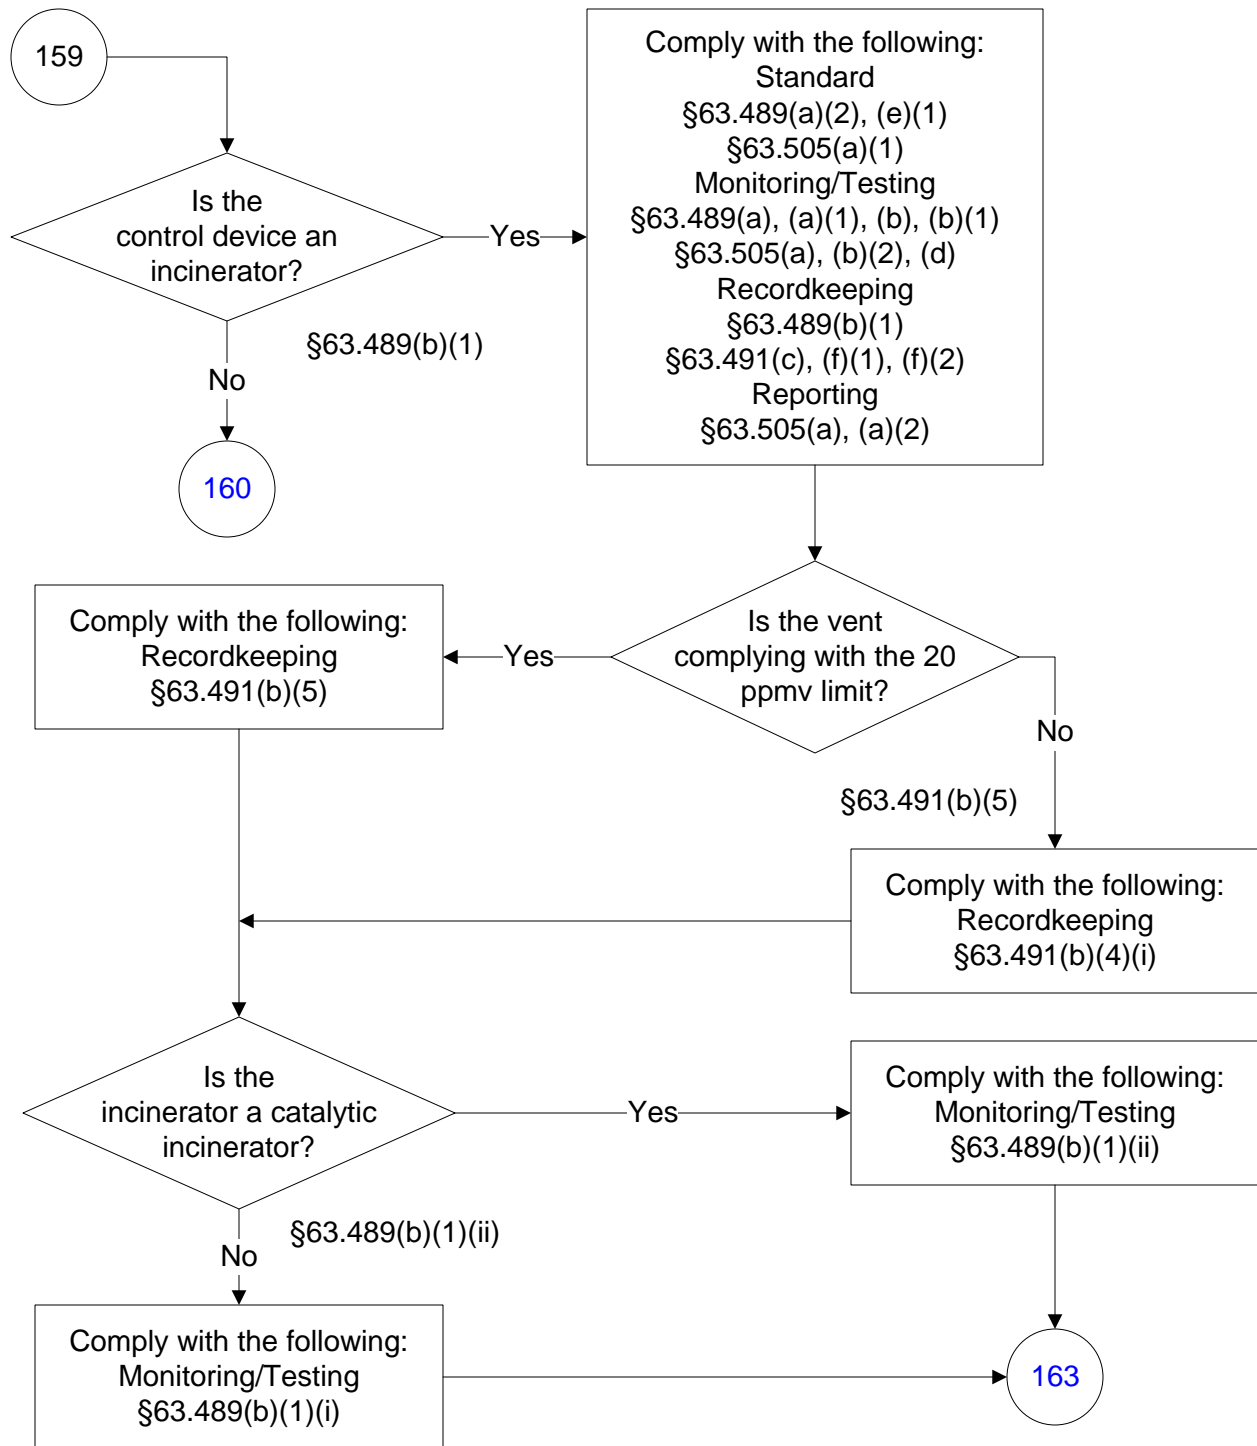 159
Is the
control device an
incinerator?
Yes
§63.489(b)(1)
No
160
Comply with the following:
Standard
§63.489(a)(2), (e)(1)
§63.505(a)(1)
Monitoring/Testing
§63.489(a), (a)(1), (b), (b)(1)
§63.505(a), (b)(2), (d)
Recordkeeping
§63.489(b)(1)
§63.491(c), (f)(1), (f)(2)
Reporting
§63.505(a), (a)(2)
Is the vent
complying with the 20
ppmv limit?
Yes
No
§63.491(b)(5)
Comply with the following:
Recordkeeping
§63.491(b)(5)
Comply with the following:
Recordkeeping
§63.491(b)(4)(i)
Is the
incinerator a catalytic
incinerator?
Yes
Comply with the following:
Monitoring/Testing
§63.489(b)(1)(ii)
§63.489(b)(1)(ii)
No
Comply with the following:
Monitoring/Testing
§63.489(b)(1)(i)
163